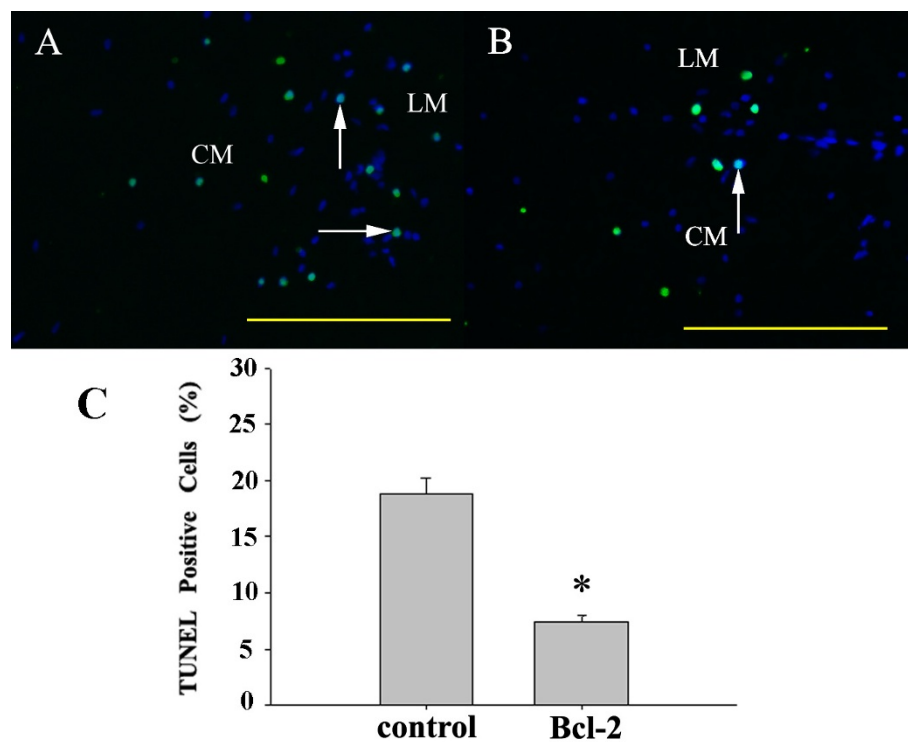 A
LM
CM
B
LM
CM
C
TUNEL Positive Cells (%)
30
25
20
15
10
5
0
*
control
Bcl-2